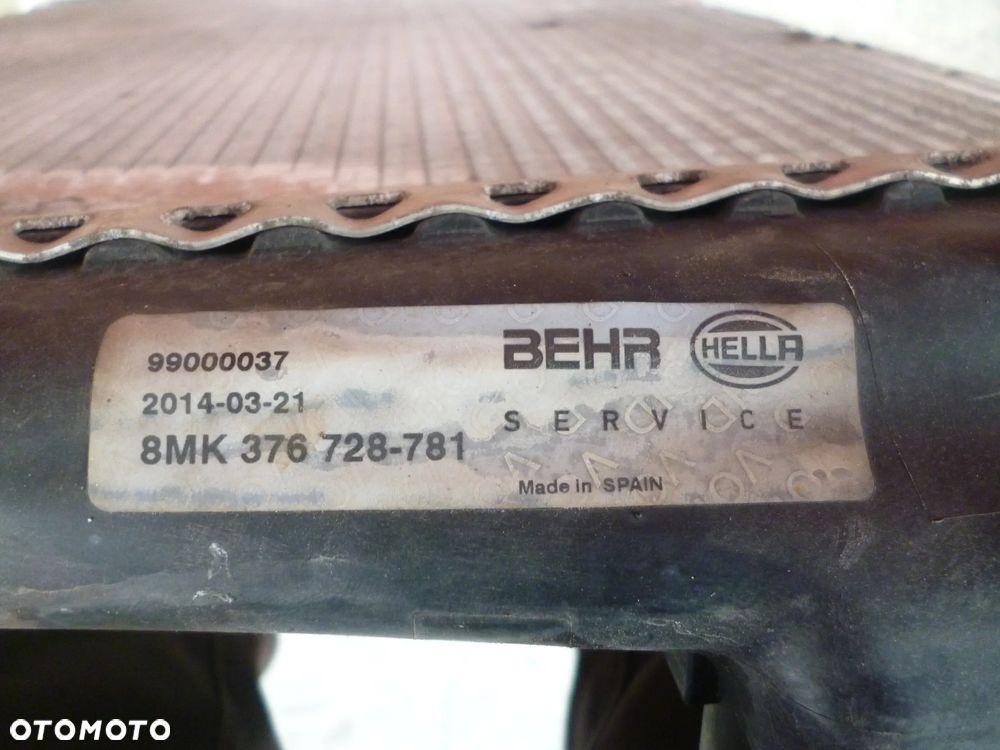 99000037
2014-03-21
8MK 376 728-781
BEHR HELLA
SERVICE
Made in SPAIN
OTOMOTO